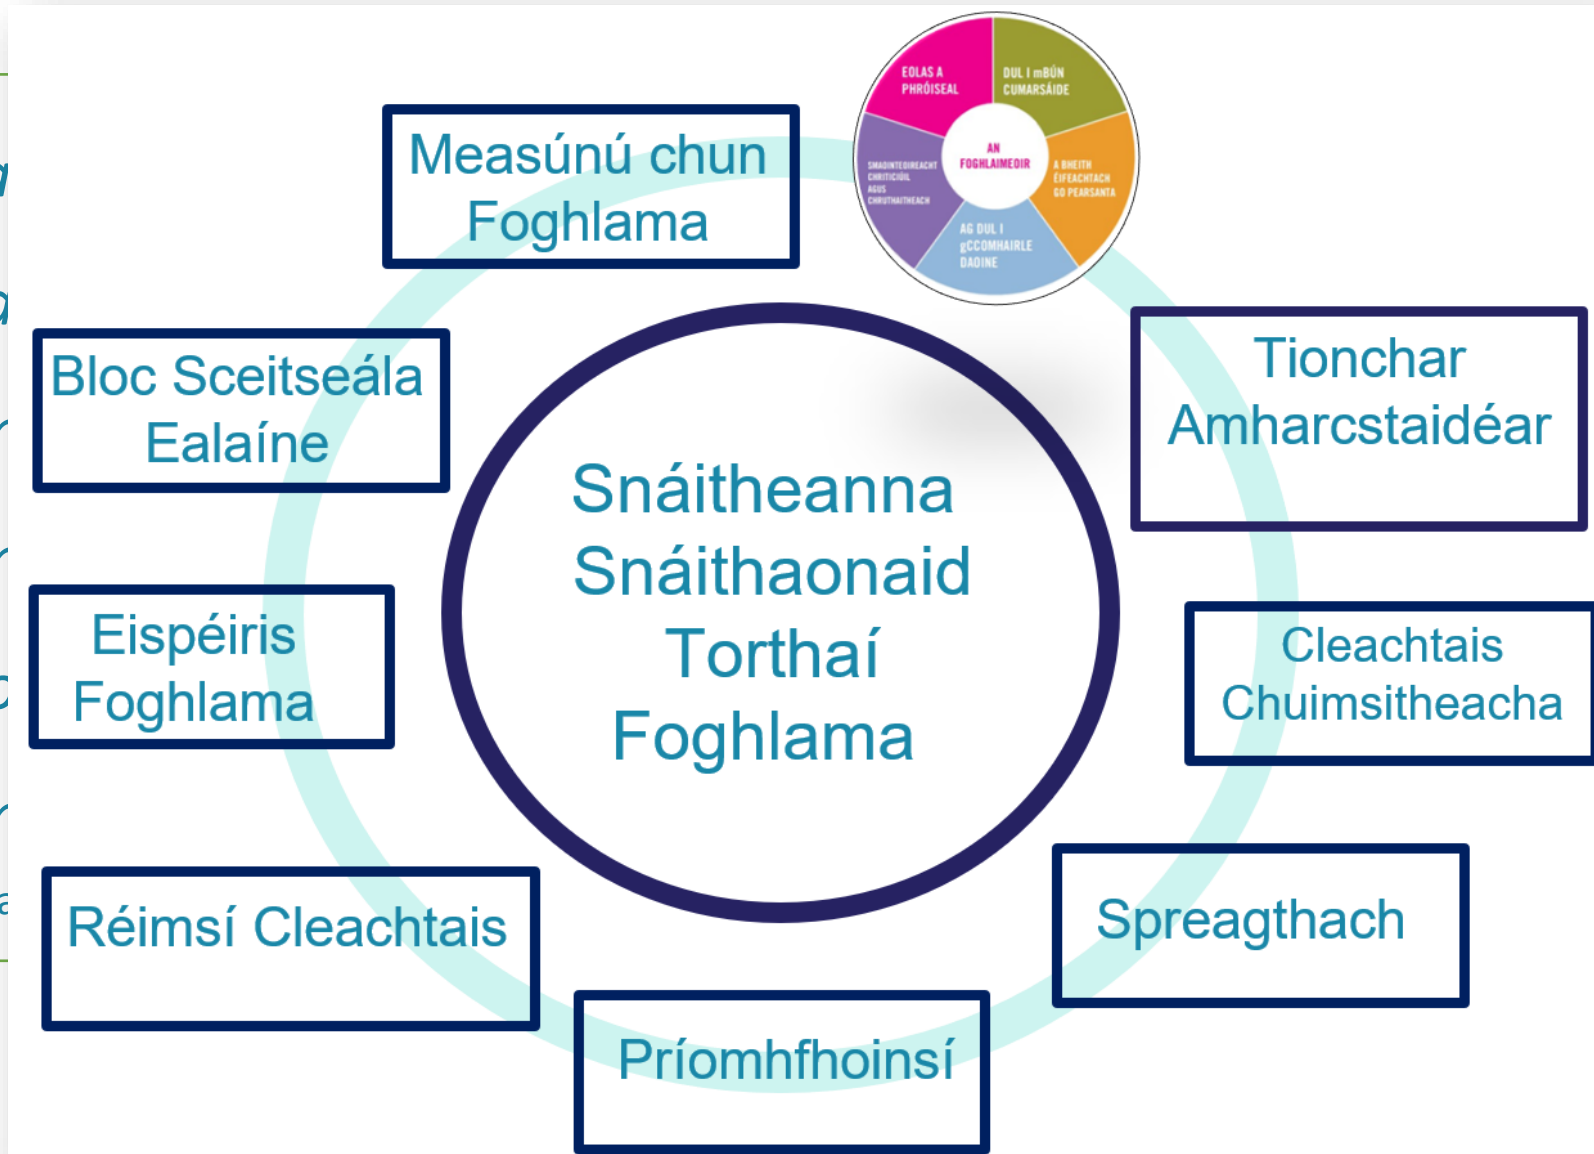 EOLAS A
PHRÓISEAL
DUL I mBÚN
CUMARSÁIDE
SMAOINTEOIREACHT
CHRITICIÚIL
AGUS
CHRUTHAITHEACH
AN
FOGHLAIMEOIR
A BHEITH
ÉIFEACHTACH
GO PEARSANTA
AG DUL I
gCCOMHAIRLE
DAOINE
Measúnú chun
Foghlama
Tionchar
Amharcstaidéar
Bloc Sceitseála
Ealaíne
Snáitheanna
Snáithaonaid
Torthaí
Foghlama
Eispéiris
Foghlama
Cleachtais
Chuimsitheacha
Réimsí Cleachtais
Spreagthach
Príomhfhoinsí